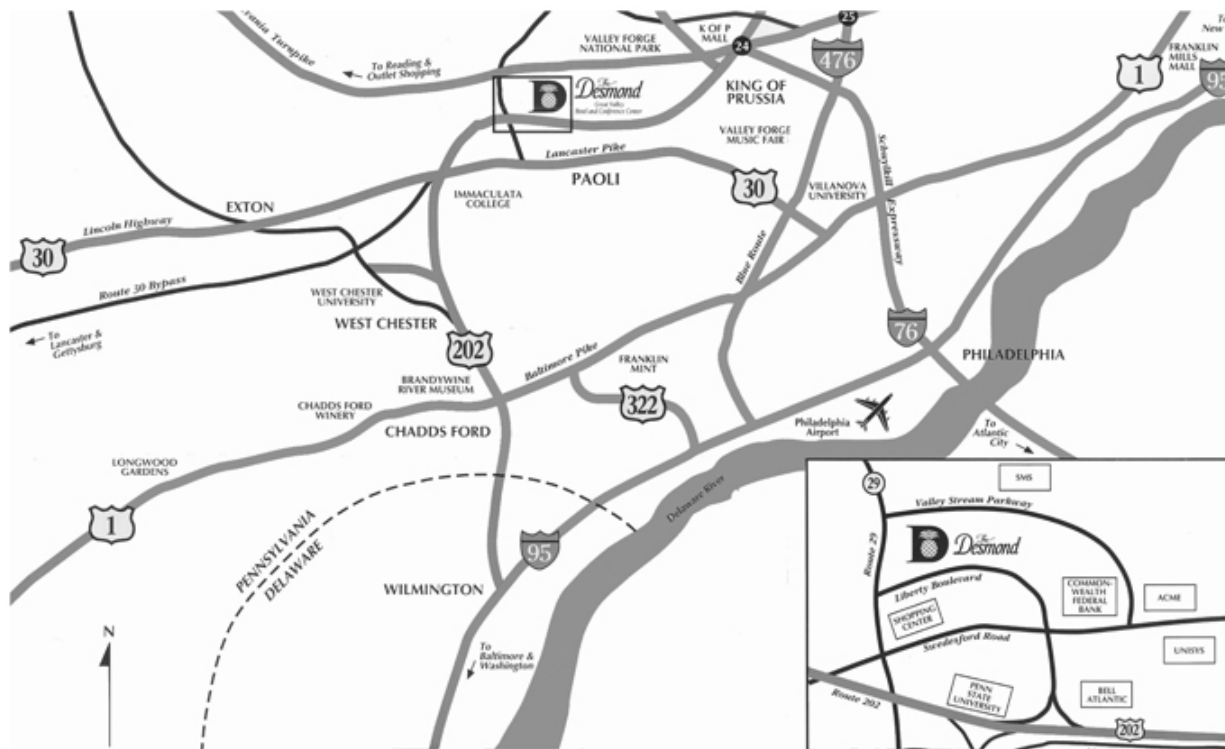 25
K OF P
MALL
VALLEY FORGE
NATIONAL PARK
24
476
1
FRANKLIN
MILLS
MALL
To
To Reading &
Outlet Shopping
The
Desmond
Great Valley
Hotel and Conference Center
KING OF
PRUSSIA
VALLEY FORGE
MUSIC FAIR
Schuylkill Expressway
Lancaster Pike
PAOLI
30
VILLANOVA
UNIVERSITY
IMMACULATA
COLLEGE
EXTON
Lincoln Highway
30
Route 30 Bypass
Blue Route
WEST CHESTER
UNIVERSITY
WEST CHESTER
To
Lancaster &
Gettysburg
202
76
PHILADELPHIA
Baltimore Pike
FRANKLIN
MINT
322
BRANDYWINE
RIVER MUSEUM
CHADDS FORD
WINERY
CHADDS FORD
Philadelphia
Airport
To
Atlantic
City
LONGWOOD
GARDENS
1
Delaware River
PENNSYLVANIA
DELAWARE
95
WILMINGTON
N
To
Baltimore &
Washington
29
SMS
Valley Stream Parkway
Route 29
The
Desmond
Liberty Boulevard
COMMON-
WEALTH
FEDERAL
BANK
ACME
SHOPPING
CENTER
Swedesford Road
UNISYS
PENN
STATE
UNIVERSITY
BELL
ATLANTIC
Route 202
202